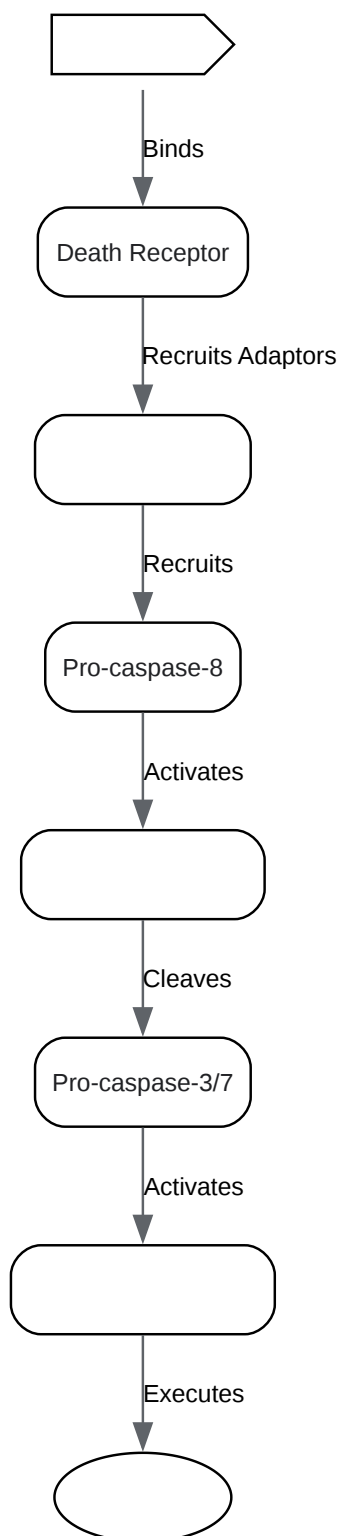 Binds
Death Receptor
Recruits Adaptors
Recruits
Pro-caspase-8
Activates
Cleaves
Pro-caspase-3/7
Activates
Executes